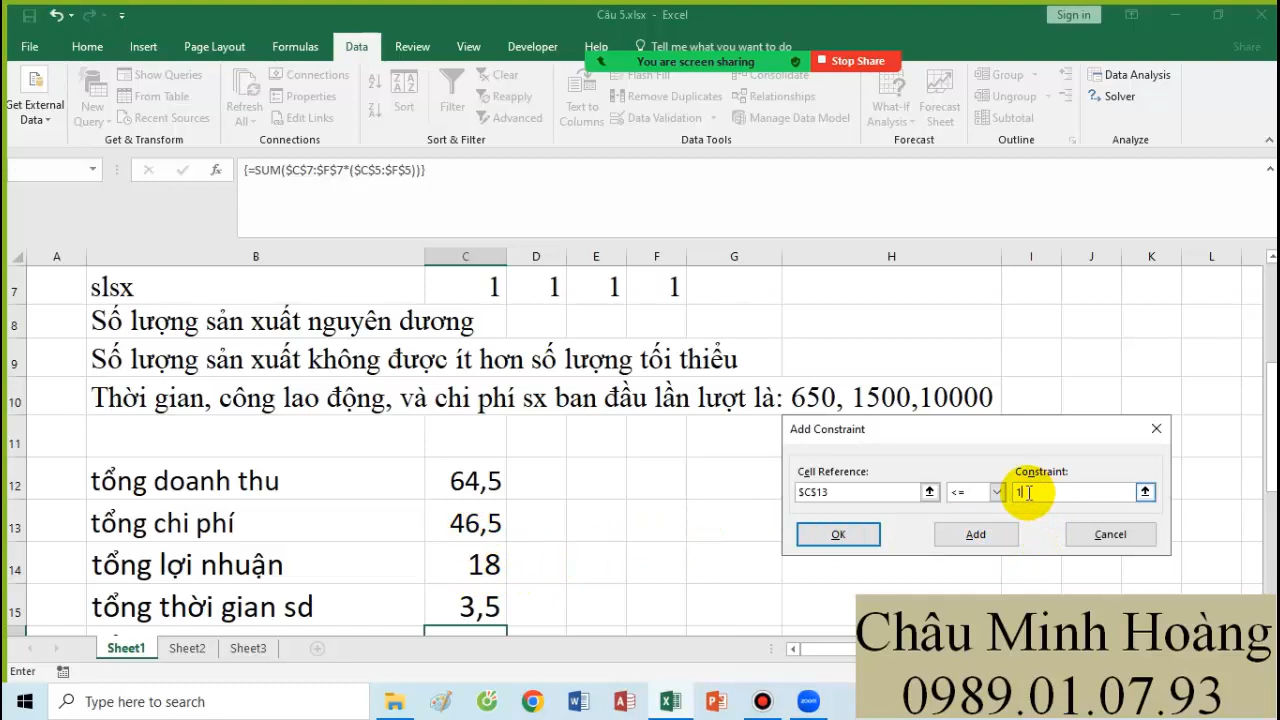 Câu 5.xlsx - Excel
Sign in
File Home Insert Page Layout Formulas Data Review View Developer Help Tell me what you want to do Share
You are screen sharing Stop Share
Get External Data
New Query
Show Queries
From Table
Recent Sources
Get & Transform
Refresh All
Connections
Properties
Edit Links
Connections
Sort
Filter
Clear
Reapply
Advanced
Sort & Filter
Text to Columns
Flash Fill
Remove Duplicates
Data Validation
Consolidate
Relationships
Manage Data Model
Data Tools
What-If Analysis
Forecast Sheet
Forecast
Group
Ungroup
Subtotal
Outline
Data Analysis
Solver
Analyze
fx {=SUM($C$7:$F$7*($C$5:$F$5))}
A B C D E F G H I J K L
7 slsx 1 1 1 1
8 Số lượng sản xuất nguyên dương
9 Số lượng sản xuất không được ít hơn số lượng tối thiểu
10 Thời gian, công lao động, và chi phí sx ban đầu lần lượt là: 650, 1500,10000
11
12 tổng doanh thu 64,5
13 tổng chi phí 46,5
14 tổng lợi nhuận 18
15 tổng thời gian sd 3,5
Add Constraint
Cell Reference: Constraint:
$C$13 <= 1
OK Add Cancel
Sheet1 Sheet2 Sheet3
Enter
Châu Minh Hoàng
0989.01.07.93
Type here to search